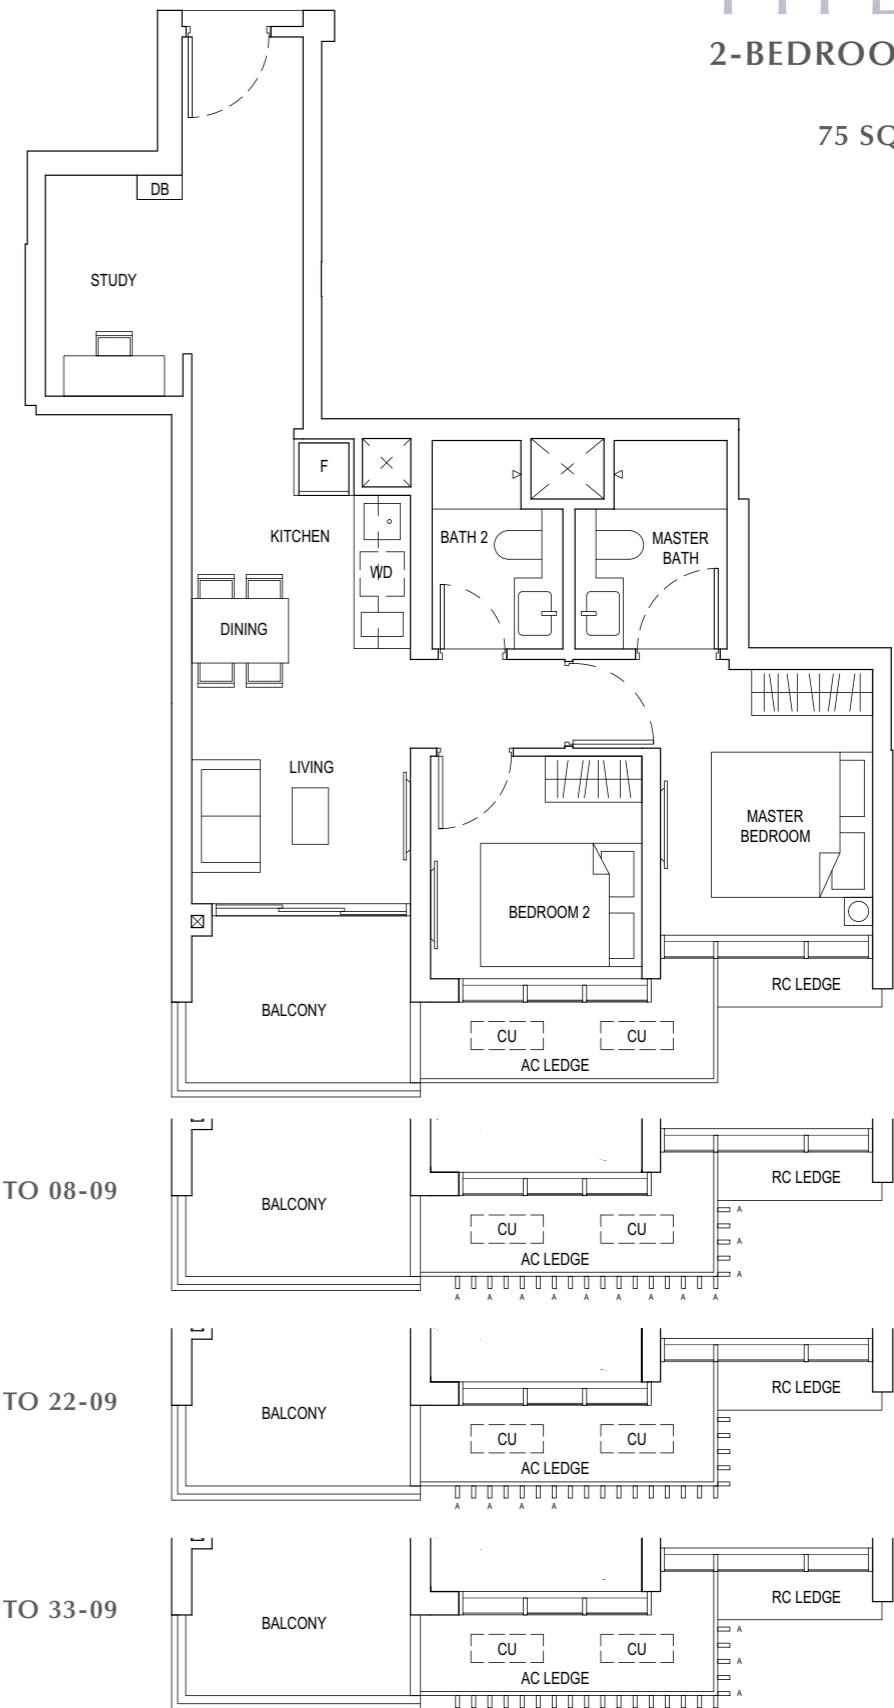 2-BEDROO
75 SQ
DB
STUDY
F
KITCHEN
BATH 2
MASTER
BATH
WD
DINING
LIVING
MASTER
BEDROOM
BEDROOM 2
BALCONY
RC LEDGE
CU CU
AC LEDGE
TO 08-09
BALCONY
RC LEDGE
CU CU
AC LEDGE
A
A
A
A A A A A A A A A
TO 22-09
BALCONY
RC LEDGE
CU CU
AC LEDGE
A A A A
TO 33-09
BALCONY
RC LEDGE
CU CU
AC LEDGE
A
A
A